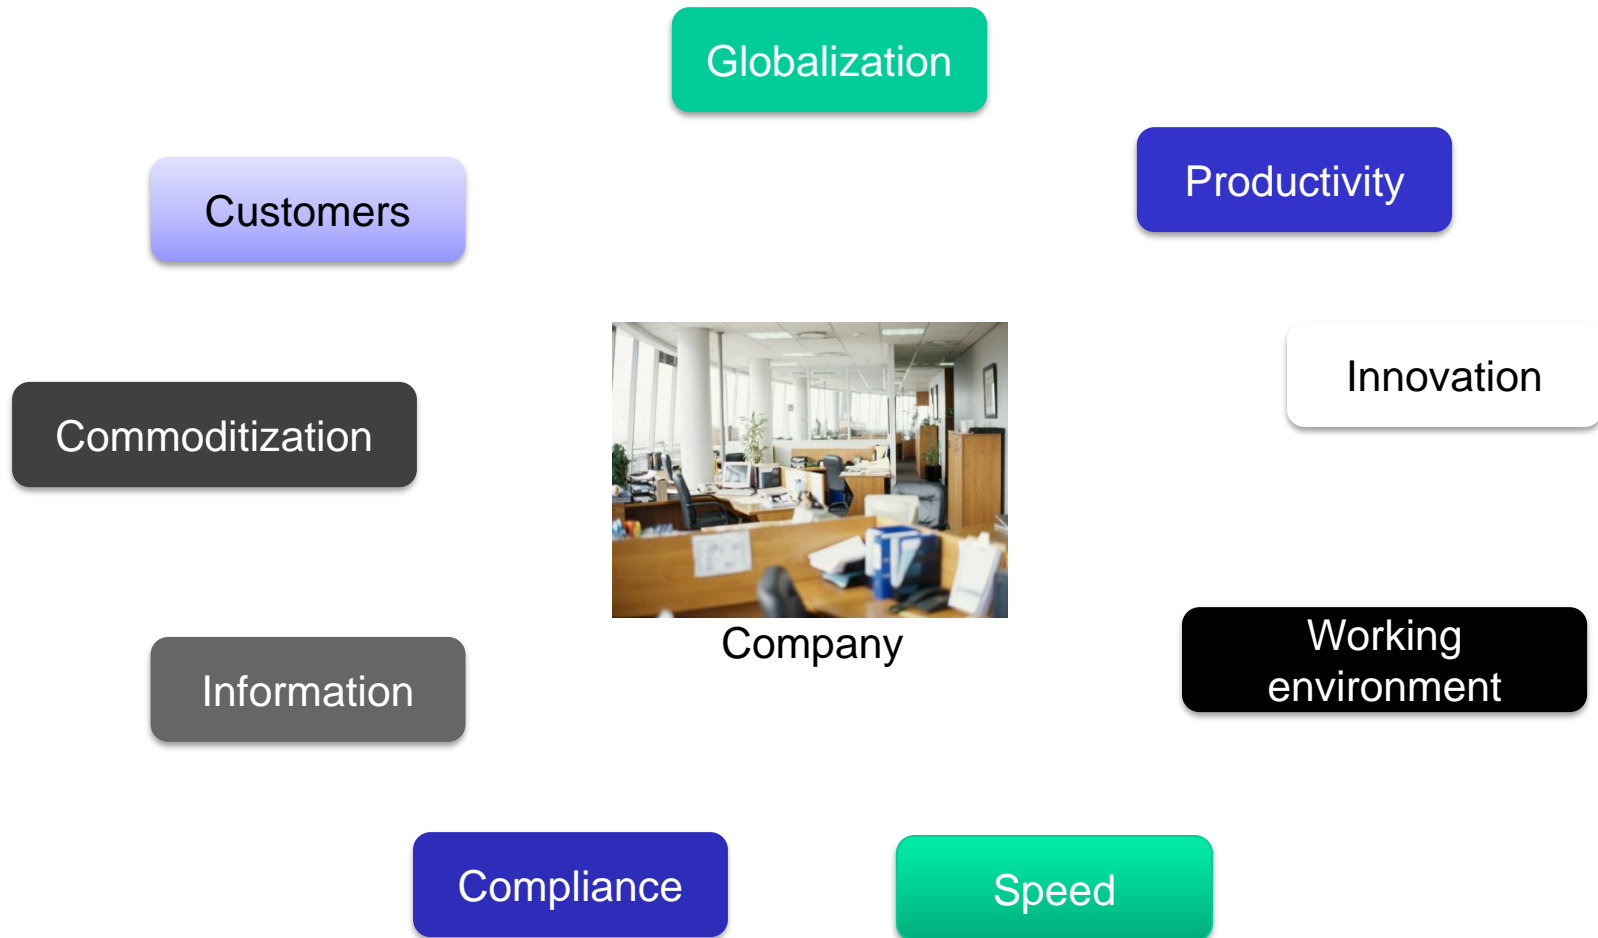 Globalization
Productivity
Customers
Innovation
Commoditization
Company
Working
environment
Information
Compliance
Speed